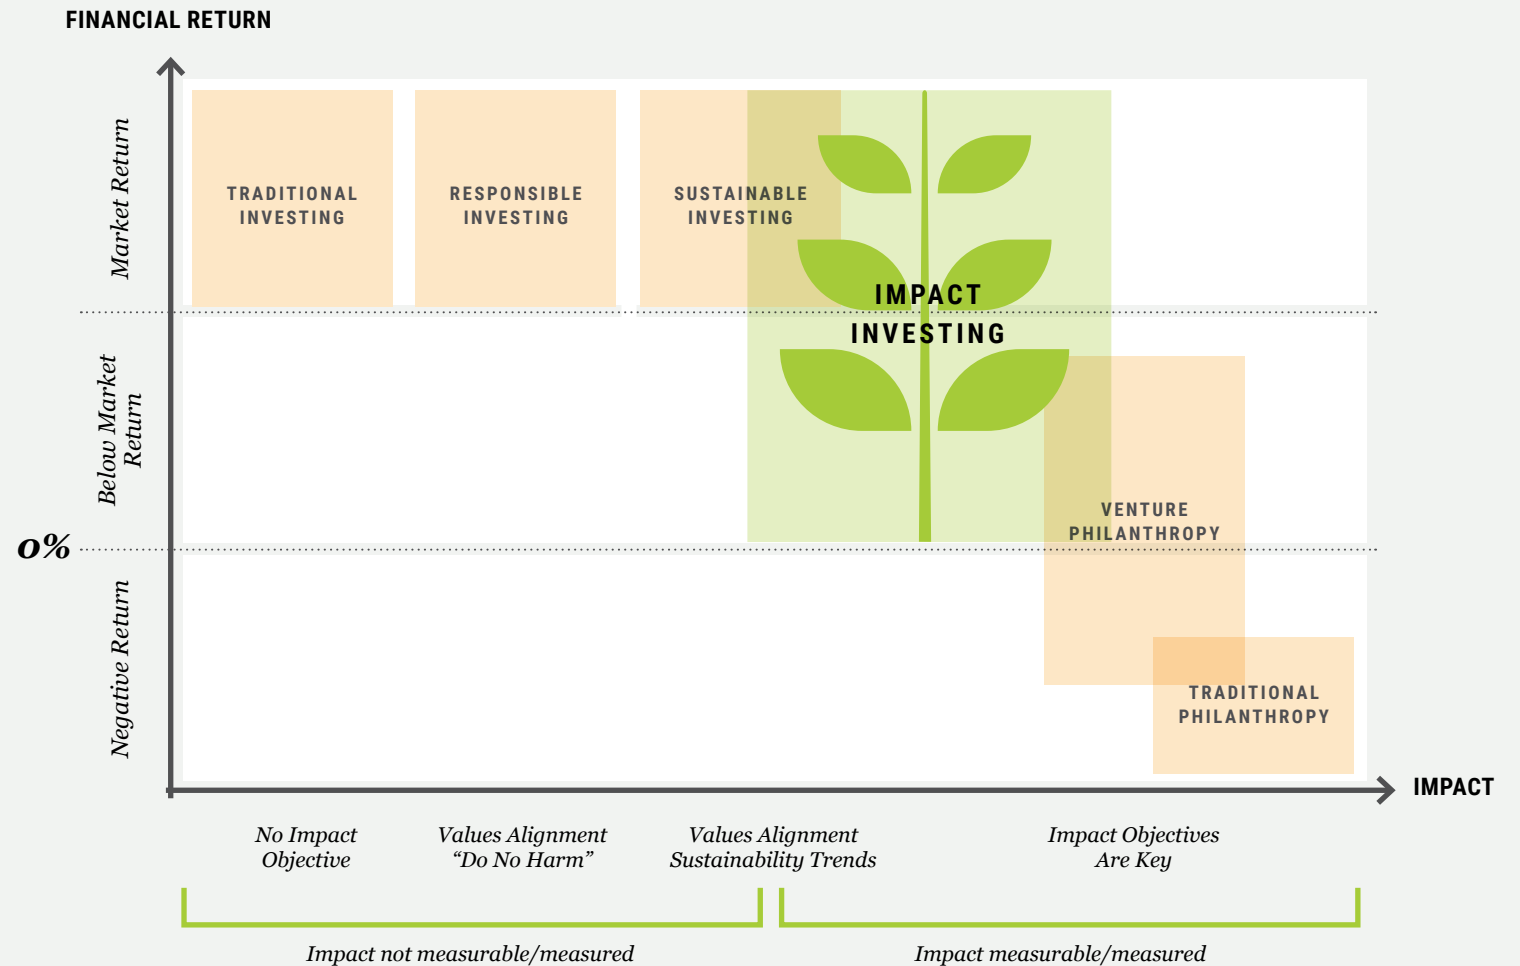 FINANCIAL RETURN
Market Return
TRADITIONAL
INVESTING
RESPONSIBLE
INVESTING
SUSTAINABLE
INVESTING
IMPACT
INVESTING
Below Market
Return
VENTURE
PHILANTHROPY
0%
Negative Return
TRADITIONAL
PHILANTHROPY
IMPACT
No Impact
Objective
Values Alignment
“Do No Harm”
Values Alignment
Sustainability Trends
Impact Objectives
Are Key
Impact not measurable/measured
Impact measurable/measured